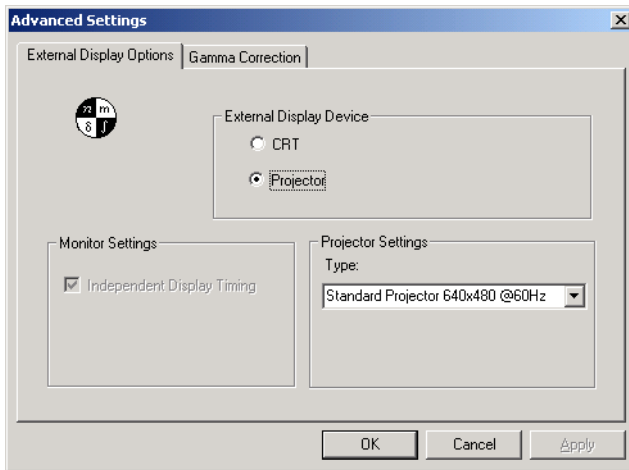 Advanced Settings
External Display Options
Gamma Correction
n m
δ ∫
External Display Device
CRT
Projector
Monitor Settings
Independent Display Timing
Projector Settings
Type:
Standard Projector 640x480 @60Hz
OK
Cancel
Apply